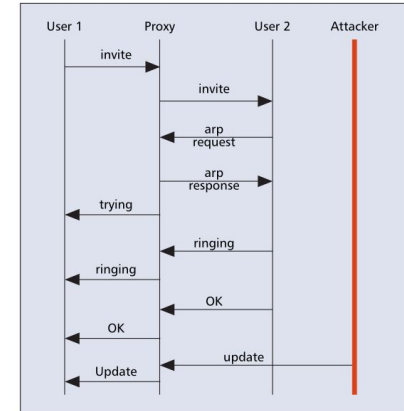 User 1 Proxy User 2 Attacker
invite
invite
arp
request
arp
response
trying
ringing
ringing
OK
OK
update
Update